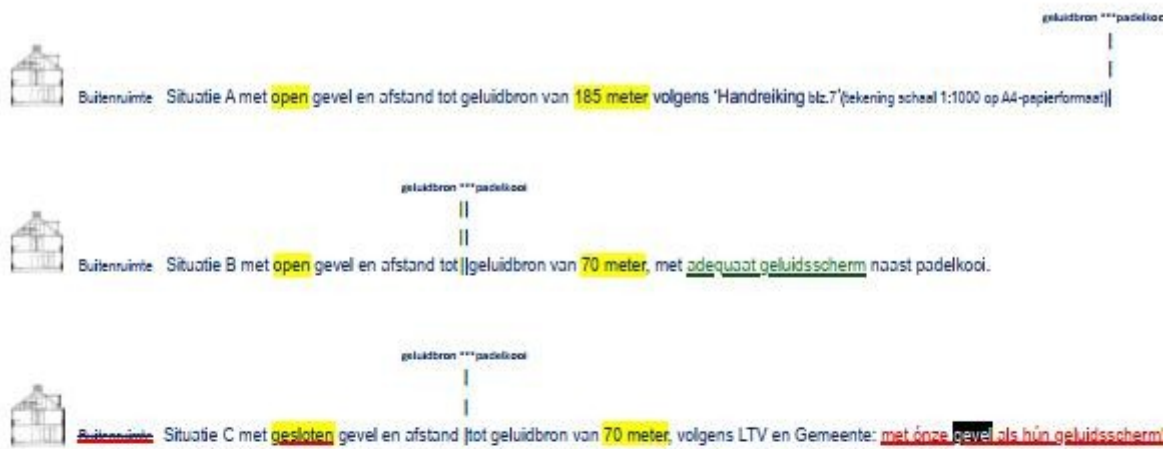 geluidbron ***padelkooi
Buitenruimte Situatie A met open gevel en afstand tot geluidbron van 185 meter volgens 'Handreiking blz.7'(tekening schaal 1:1000 op A4-papierformaat)
geluidbron ***padelkooi
Buitenruimte Situatie B met open gevel en afstand tot geluidbron van 70 meter, met adequaat geluidsscherm naast padelkooi.
geluidbron ***padelkooi
Buitenruimte Situatie C met gesloten gevel en afstand tot geluidbron van 70 meter, volgens LTV en Gemeente: met ónze gevel als hún geluidsscherm!